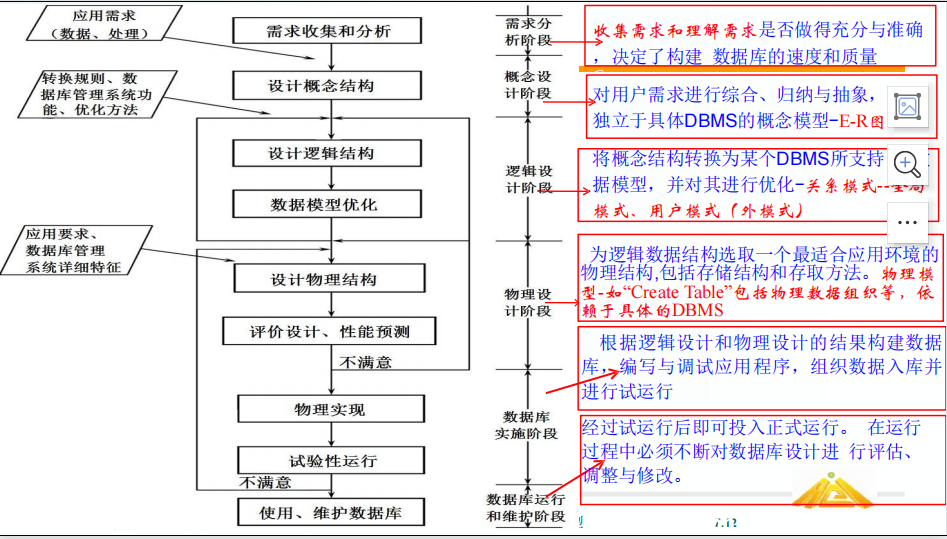 应用需求
(数据、处理)
转换规则、数
据库管理系统功
能、优化方法
应用要求、
数据库管理
系统详细特征
需求收集和分析
设计概念结构
设计逻辑结构
数据模型优化
设计物理结构
评价设计、性能预测
不满意
物理实现
试验性运行
不满意
使用、维护数据库
需求分
析阶段
概念设
计阶段
逻辑设
计阶段
物理设
计阶段
数据库
实施阶段
数据库运行
和维护阶段
收集需求和理解需求是否做得充分与准确
，决定了构建 数据库的速度和质量
对用户需求进行综合、归纳与抽象，
独立于具体DBMS的概念模型-E-R图
将概念结构转换为某个DBMS所支持
据模型，并对其进行优化-关系模式--全局
模式、用户模式（外模式）
为逻辑数据结构选取一个最适合应用环境的
物理结构,包括存储结构和存取方法。物理模
型-如“Create Table”包括物理数据组织等，依
赖于具体的DBMS
根据逻辑设计和物理设计的结果构建数据
库，编写与调试应用程序，组织数据入库并
进行试运行
经过试运行后即可投入正式运行。 在运行
过程中必须不断对数据库设计进 行评估、
调整与修改。